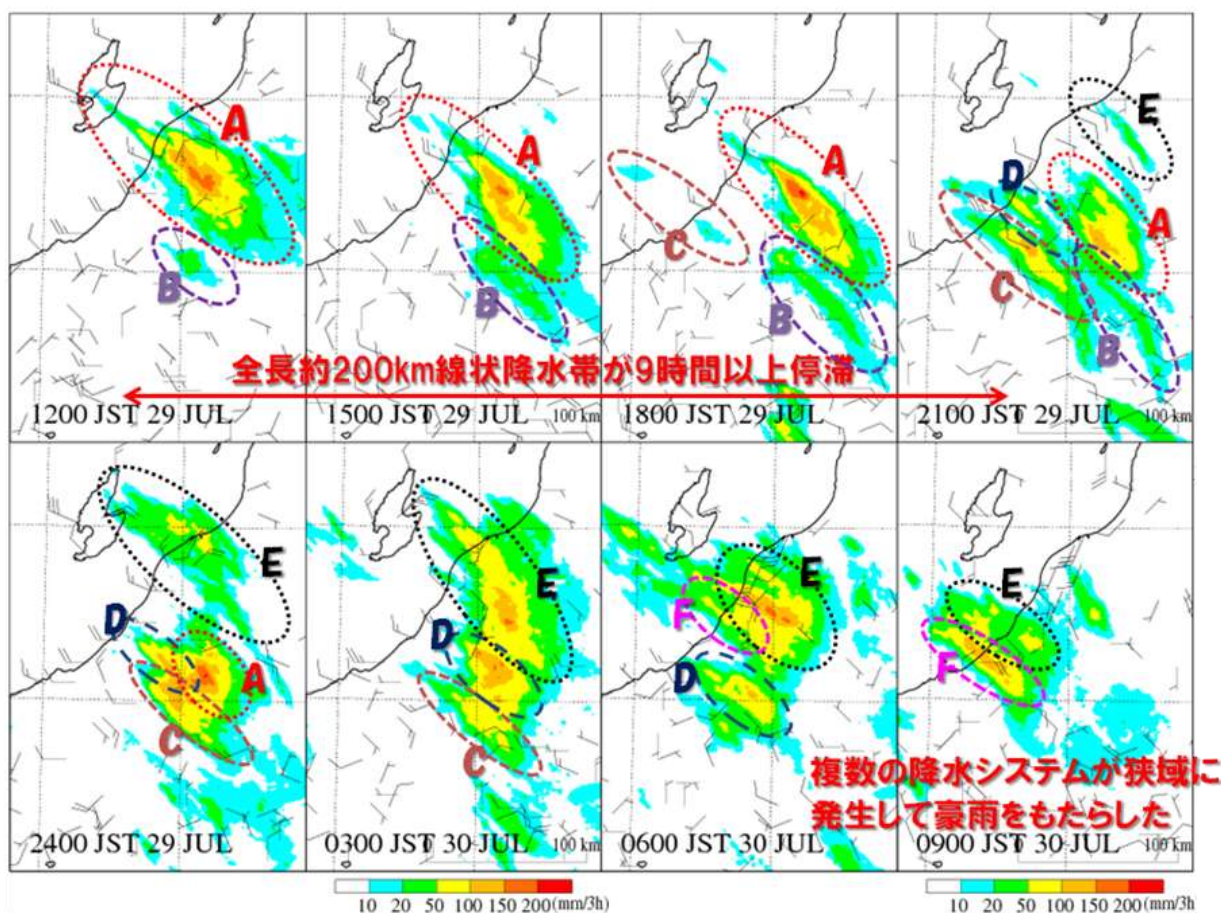 A
B
1200 JST 29 JUL
A
B
1500 JST 29 JUL
100 km
A
C
B
1800 JST 29 JUL
100 km
E
D
A
C
B
2100 JST 29 JUL
100 km
全長約200km線状降水帯が9時間以上停滞
E
D
A
C
2400 JST 29 JUL
E
D
C
0300 JST 30 JUL
100 km
E
F
D
0600 JST 30 JUL
100 km
E
F
0900 JST 30 JUL
100 km
複数の降水システムが狭域に
発生して豪雨をもたらした
10 20 50 100 150 200 (mm/3h)
10 20 50 100 150 200 (mm/3h)